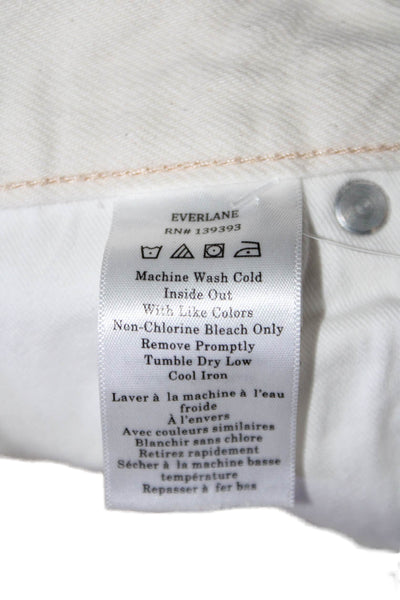 EVERLANE
RN# 139393
Machine Wash Cold
Inside Out
With Like Colors
Non-Chlorine Bleach Only
Remove Promptly
Tumble Dry Low
Cool Iron
Laver à la machine à l'eau
froide
À l'envers
Avec couleurs similaires
Blanchir sans chlore
Retirez rapidement
Sécher à la machine basse
température
Repasser à fer bas